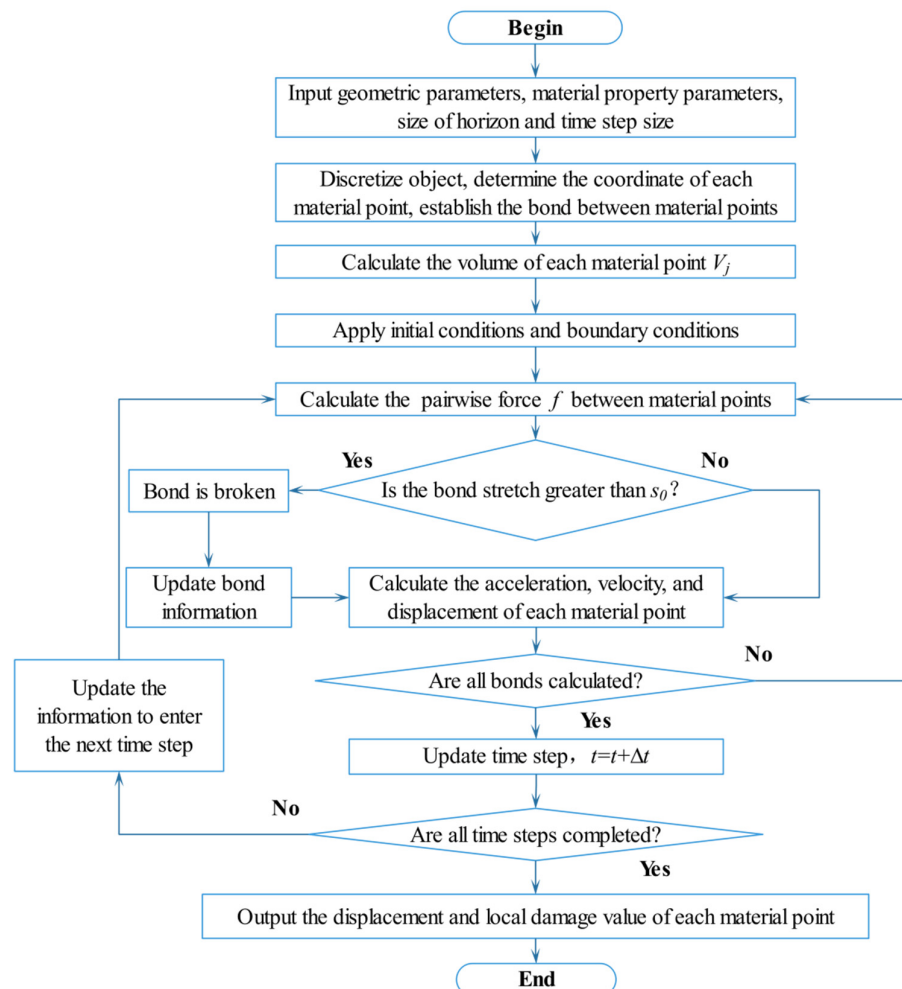 Begin
Input geometric parameters, material property parameters,
size of horizon and time step size
Discretize object, determine the coordinate of each
material point, establish the bond between material points
Calculate the volume of each material point Vj
Apply initial conditions and boundary conditions
Calculate the pairwise force f between material points
Yes
No
Is the bond stretch greater than s0?
Bond is broken
Update bond
information
Calculate the acceleration, velocity, and
displacement of each material point
No
Are all bonds calculated?
Yes
Update the
information to enter
the next time step
Update time step，t=t+Δt
No
Are all time steps completed?
Yes
Output the displacement and local damage value of each material point
End